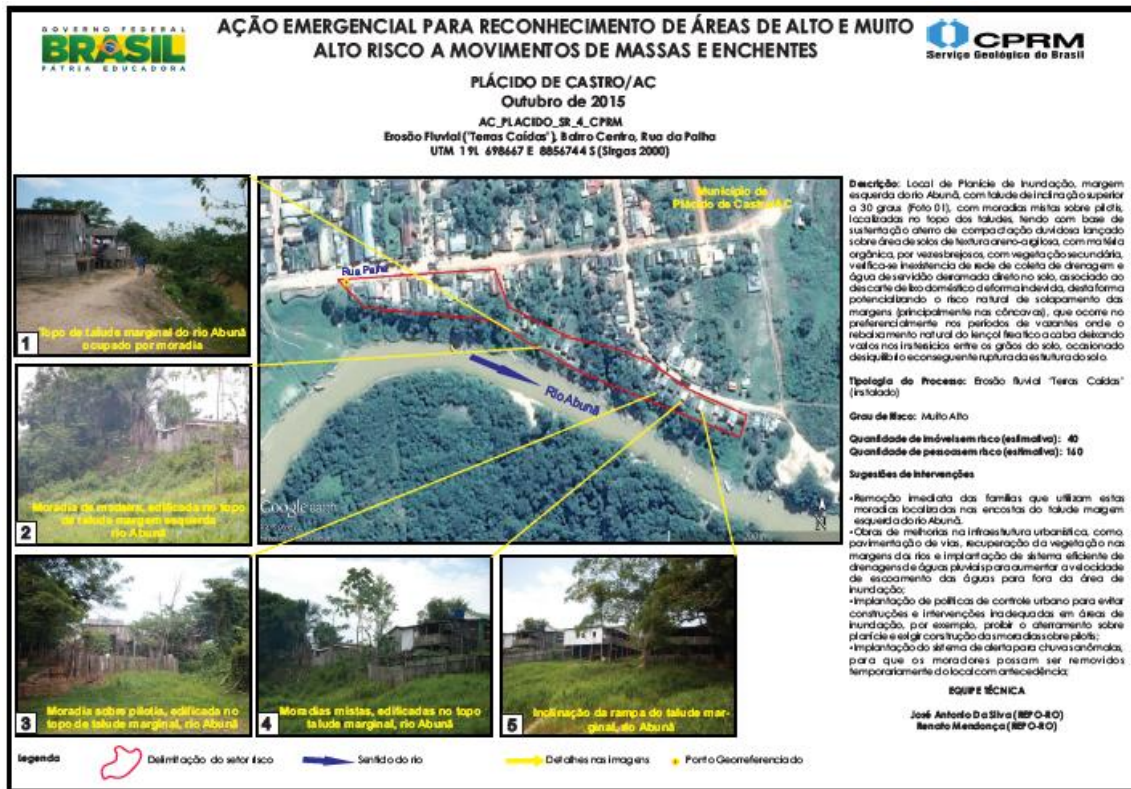 GOVERNO FEDERAL
BRASIL
PÁTRIA EDUCADORA
AÇÃO EMERGENCIAL PARA RECONHECIMENTO DE ÁREAS DE ALTO E MUITO
ALTO RISCO A MOVIMENTOS DE MASSAS E ENCHENTES
CPRM
Serviço Geológico do Brasil
PLÁCIDO DE CASTRO/AC
Outubro de 2015
AC_PLACIDO_SR_4_CPRM
Erosão Fluvial ("Terras Caídas"), Bairro Centro, Rua da Palha
UTM 19L 698667 E 8856744 S (Sirgas 2000)
Topo de talude marginal do rio Abunã
ocupado por moradia
1
Moradia de madeira, edificada no topo
de talude margem esquerda
rio Abunã
2
Moradia sobre pilotis, edificada no
topo de talude marginal, rio Abunã
3
Moradias mistas, edificadas no topo
talude marginal, rio Abunã
4
Inclinação da rampa do talude mar-
ginal, rio Abunã
5
Município de
Plácido de Castro/AC
Rua Palha
Rio Abunã
Google earth
N
Descrição: Local de Planície de Inundação, margem
esquerda do rio Abunã, com talude de inclinação superior
a 30 graus (Foto 01), com moradias mistas sobre pilotis,
localizadas no topo dos taludes, tendo com base de
sustentação aterro de compactação duvidosa lançado
sobre área de solos de textura areno-argilosa, com matéria
orgânica, por vezes brejosos, com vegetação secundária,
verifica-se inexistencia de rede de coleta de drenagem e
água de servidão derramada direto no solo, associado ao
descarte de lixo doméstico de forma indevida, desta forma
potencializando o risco natural de solapamento das
margens (principalmente nas côncavas), que ocorre no
preferencialmente nos períodos de vazantes onde o
rebaixamento natural do lençol freatico acaba deixando
vazios nos instersicios entre os grãos do solo, ocasionado
desiquilibrio e conseguente ruptura da estrutura do solo.
Tipologia do Processo: Erosão fluvial "Terras Caídas"
(instalado)
Grau de Risco: Muito Alto
Quantidade de imóveis em risco (estimativa): 40
Quantidade de pessoas em risco (estimativa): 160
Sugestões de Intervenções
•Remoção imediata das famílias que utilizam estas
moradias localizadas nas encostas do talude margem
esquerda do rio Abunã.
•Obras de melhorias na infraestrutura urbanística, como
pavimentação de vias, recuperação da vegetação nas
margens dos rios e implantação de sistema eficiente de
drenagens de águas pluviais para aumentar a velocidade
de escoamento das águas para fora da área de
inundação;
•Implantação de políticas de controle urbano para evitar
construções e intervenções inadequadas em áreas de
inundação, por exemplo, proibir o aterramento sobre
planície e exigir construção das moradias sobre pilotis;
•Implantação do sistema de alerta para chuvas anômalas,
para que os moradores possam ser removidos
temporariamente do local com antecedência;
EQUIPE TÉCNICA
José Antonio Da Silva (REPO-RO)
Renato Mendonça (REPO-RO)
Legenda
Delimitação do setor risco
Sentido do rio
Detalhes nas imagens
Ponto Georreferenciado